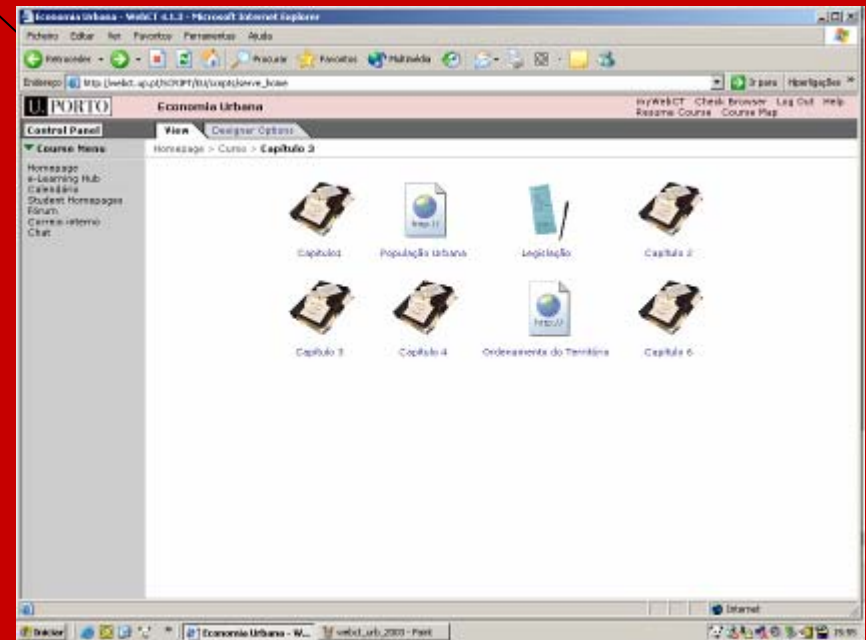 Economia Urbana - WebCT 4.1.2 - Microsoft Internet Explorer
Ficheiro Editar Ver Favoritos Ferramentas Ajuda
Retroceder Procurar Favoritos Multimédia
Endereço Ir para Hiperligações
U. PORTO Economia Urbana myWebCT Check Browser Log Out Help
Resume Course Course Map
Control Panel View Designer Options
Course Menu Homepage > Curso > Capítulo 3
Homepage
e-Learning Hub
Calendário
Student Homepages
Fórum
Correio interno
Chat
http://
Capítulo1 População Urbana Legislação Capítulo 2
http://
Capítulo 3 Capítulo 4 Ordenamento do Território Capítulo 6
Internet
Iniciar Economia Urbana - W... webct_urb_2003 - Paint